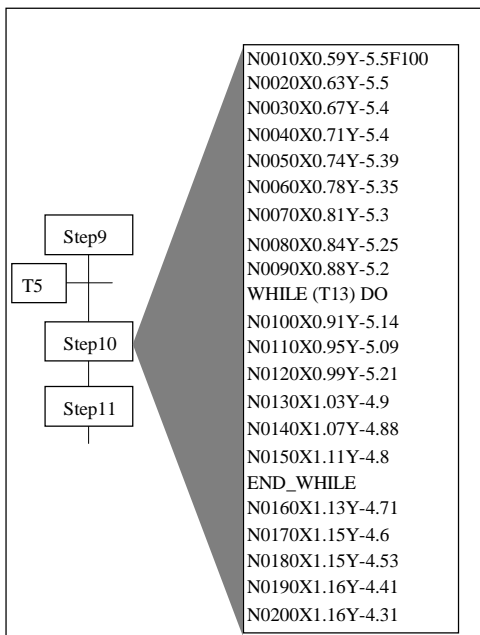 Step9
T5
Step10
Step11
N0010X0.59Y-5.5F100
N0020X0.63Y-5.5
N0030X0.67Y-5.4
N0040X0.71Y-5.4
N0050X0.74Y-5.39
N0060X0.78Y-5.35
N0070X0.81Y-5.3
N0080X0.84Y-5.25
N0090X0.88Y-5.2
WHILE (T13) DO
N0100X0.91Y-5.14
N0110X0.95Y-5.09
N0120X0.99Y-5.21
N0130X1.03Y-4.9
N0140X1.07Y-4.88
N0150X1.11Y-4.8
END_WHILE
N0160X1.13Y-4.71
N0170X1.15Y-4.6
N0180X1.15Y-4.53
N0190X1.16Y-4.41
N0200X1.16Y-4.31